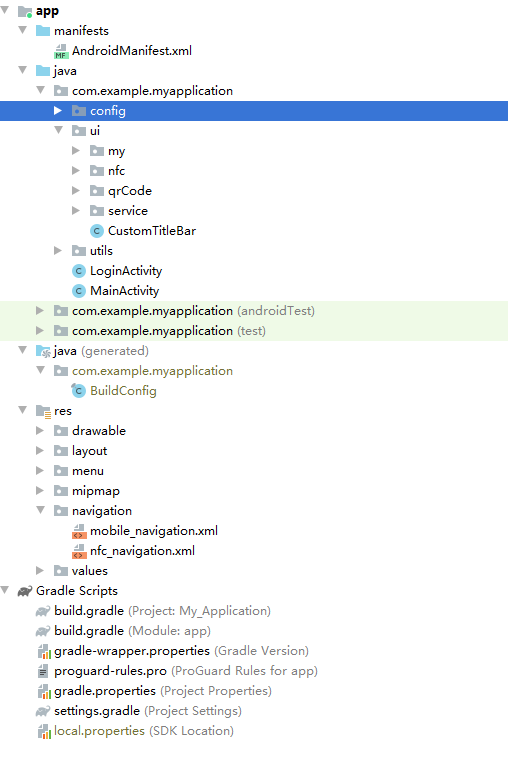 app
manifests
MF AndroidManifest.xml
java
com.example.myapplication
config
ui
my
nfc
qrCode
service
C CustomTitleBar
utils
C LoginActivity
C MainActivity
com.example.myapplication (androidTest)
com.example.myapplication (test)
java (generated)
com.example.myapplication
C BuildConfig
res
drawable
layout
menu
mipmap
navigation
<> mobile_navigation.xml
<> nfc_navigation.xml
values
Gradle Scripts
build.gradle (Project: My_Application)
build.gradle (Module: app)
gradle-wrapper.properties (Gradle Version)
proguard-rules.pro (ProGuard Rules for app)
gradle.properties (Project Properties)
settings.gradle (Project Settings)
local.properties (SDK Location)